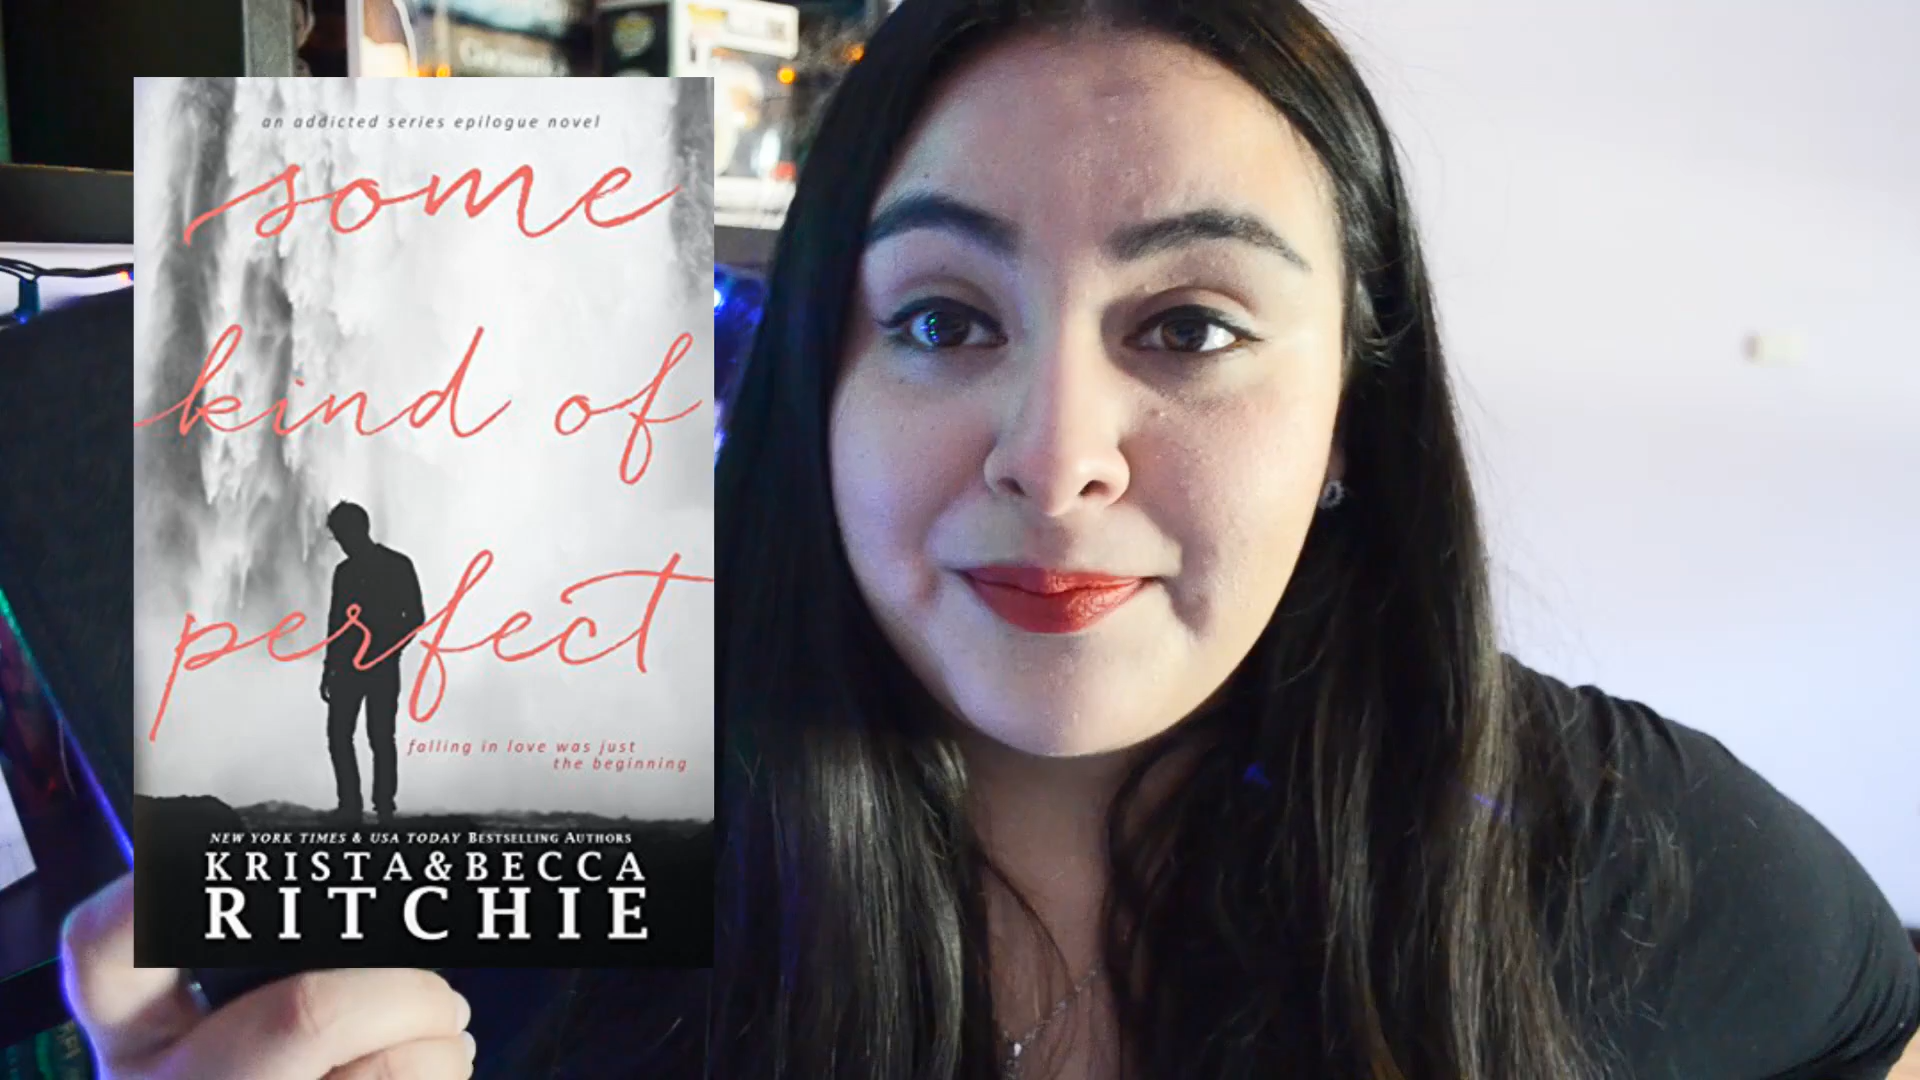 an addicted series epilogue novel
some
kind of
perfect
falling in love was just
the beginning
NEW YORK TIMES & USA TODAY BESTSELLING AUTHORS
KRISTA & BECCA
RITCHIE